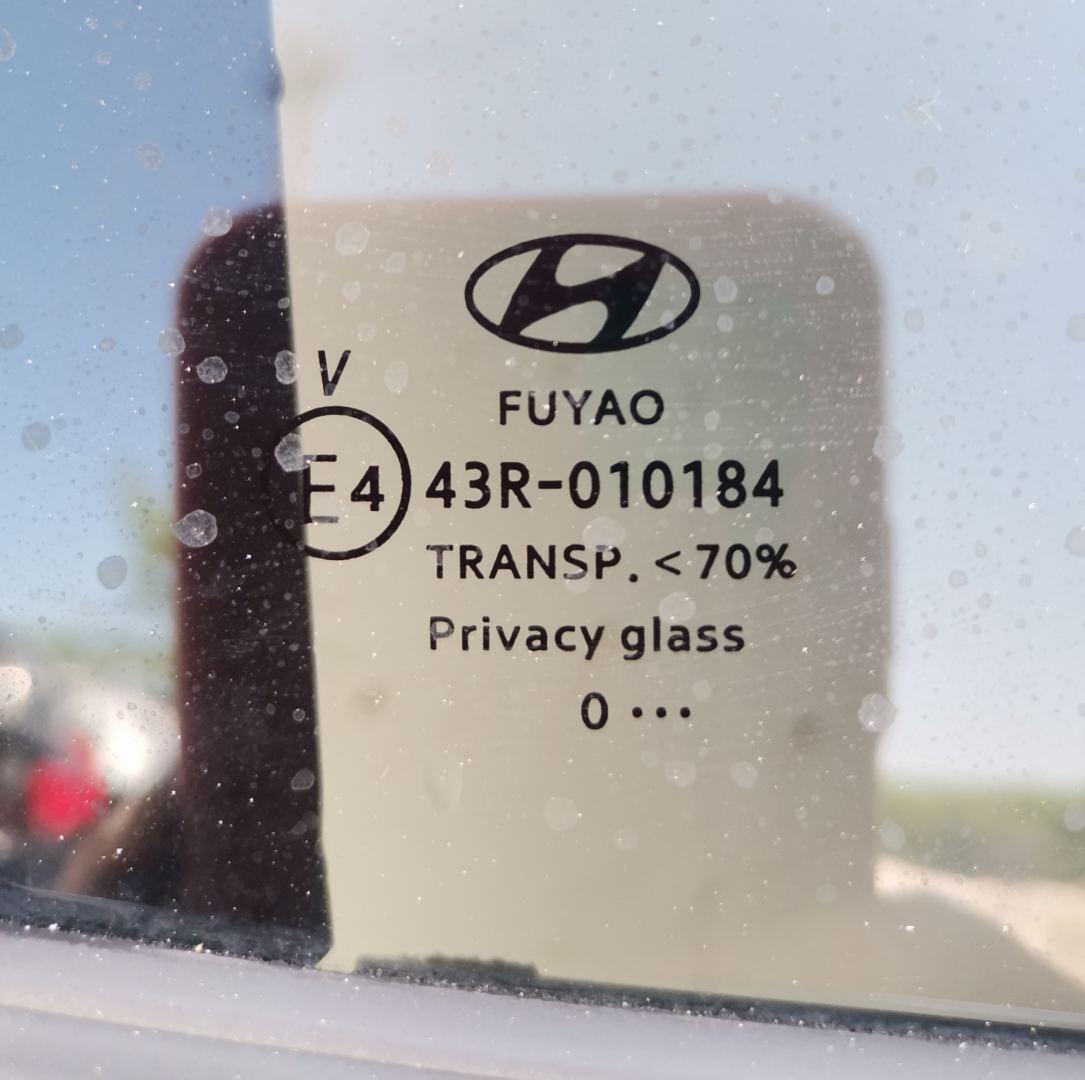 V
FUYAO
E4 43R-010184
TRANSP. <70%
Privacy glass
0 •••